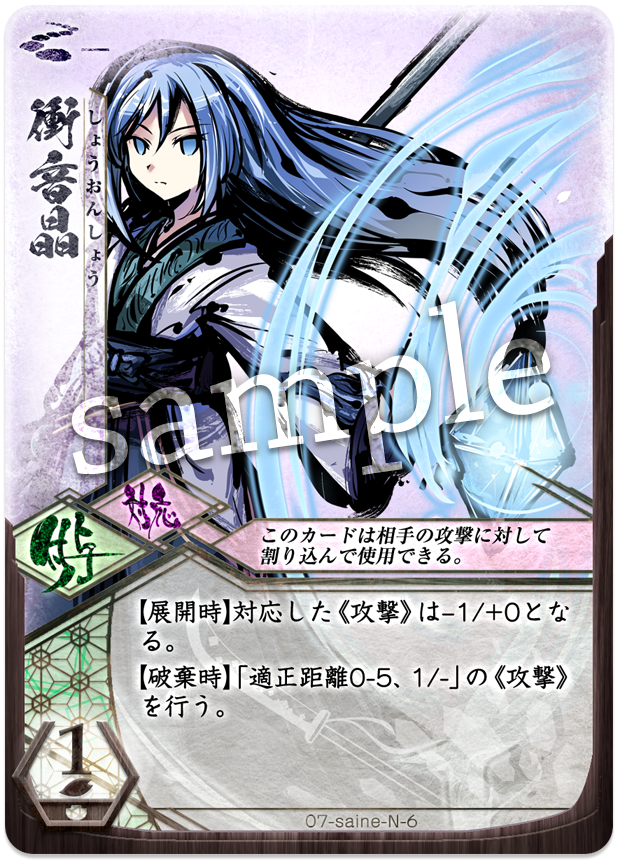 衝音晶
しょうおんしょう
sample
付与
対応
このカードは相手の攻撃に対して
割り込んで使用できる。
【展開時】対応した《攻撃》は−1/+0とな
る。
【破棄時】「適正距離0-5、1/-」の《攻撃》
を行う。
1
07-saine-N-6